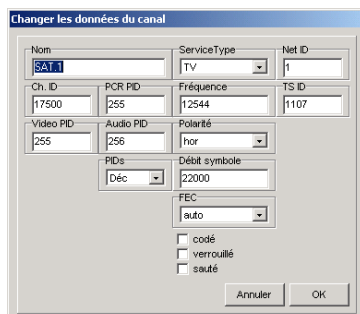 Changer les données du canal
Nom ServiceType Net ID
SAT.1 TV 1
Ch. ID PCR PID Fréquence TS ID
17500 255 12544 1107
Video PID Audio PID Polarité
255 256 hor
PIDs Débit symbole
Déc 22000
FEC
auto
codé
verrouillé
sauté
Annuler OK